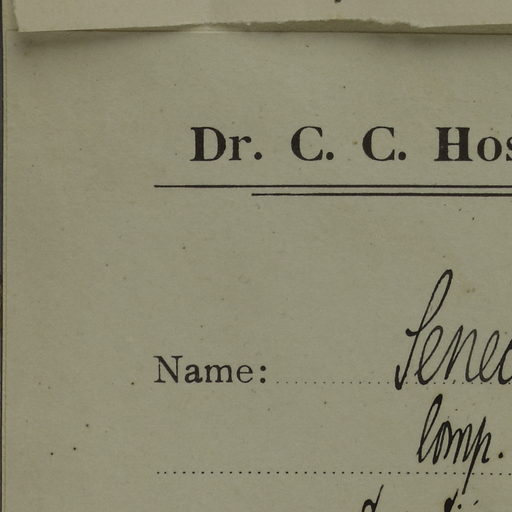 Dr. C. C. Hos
Name: Senec
Comp.